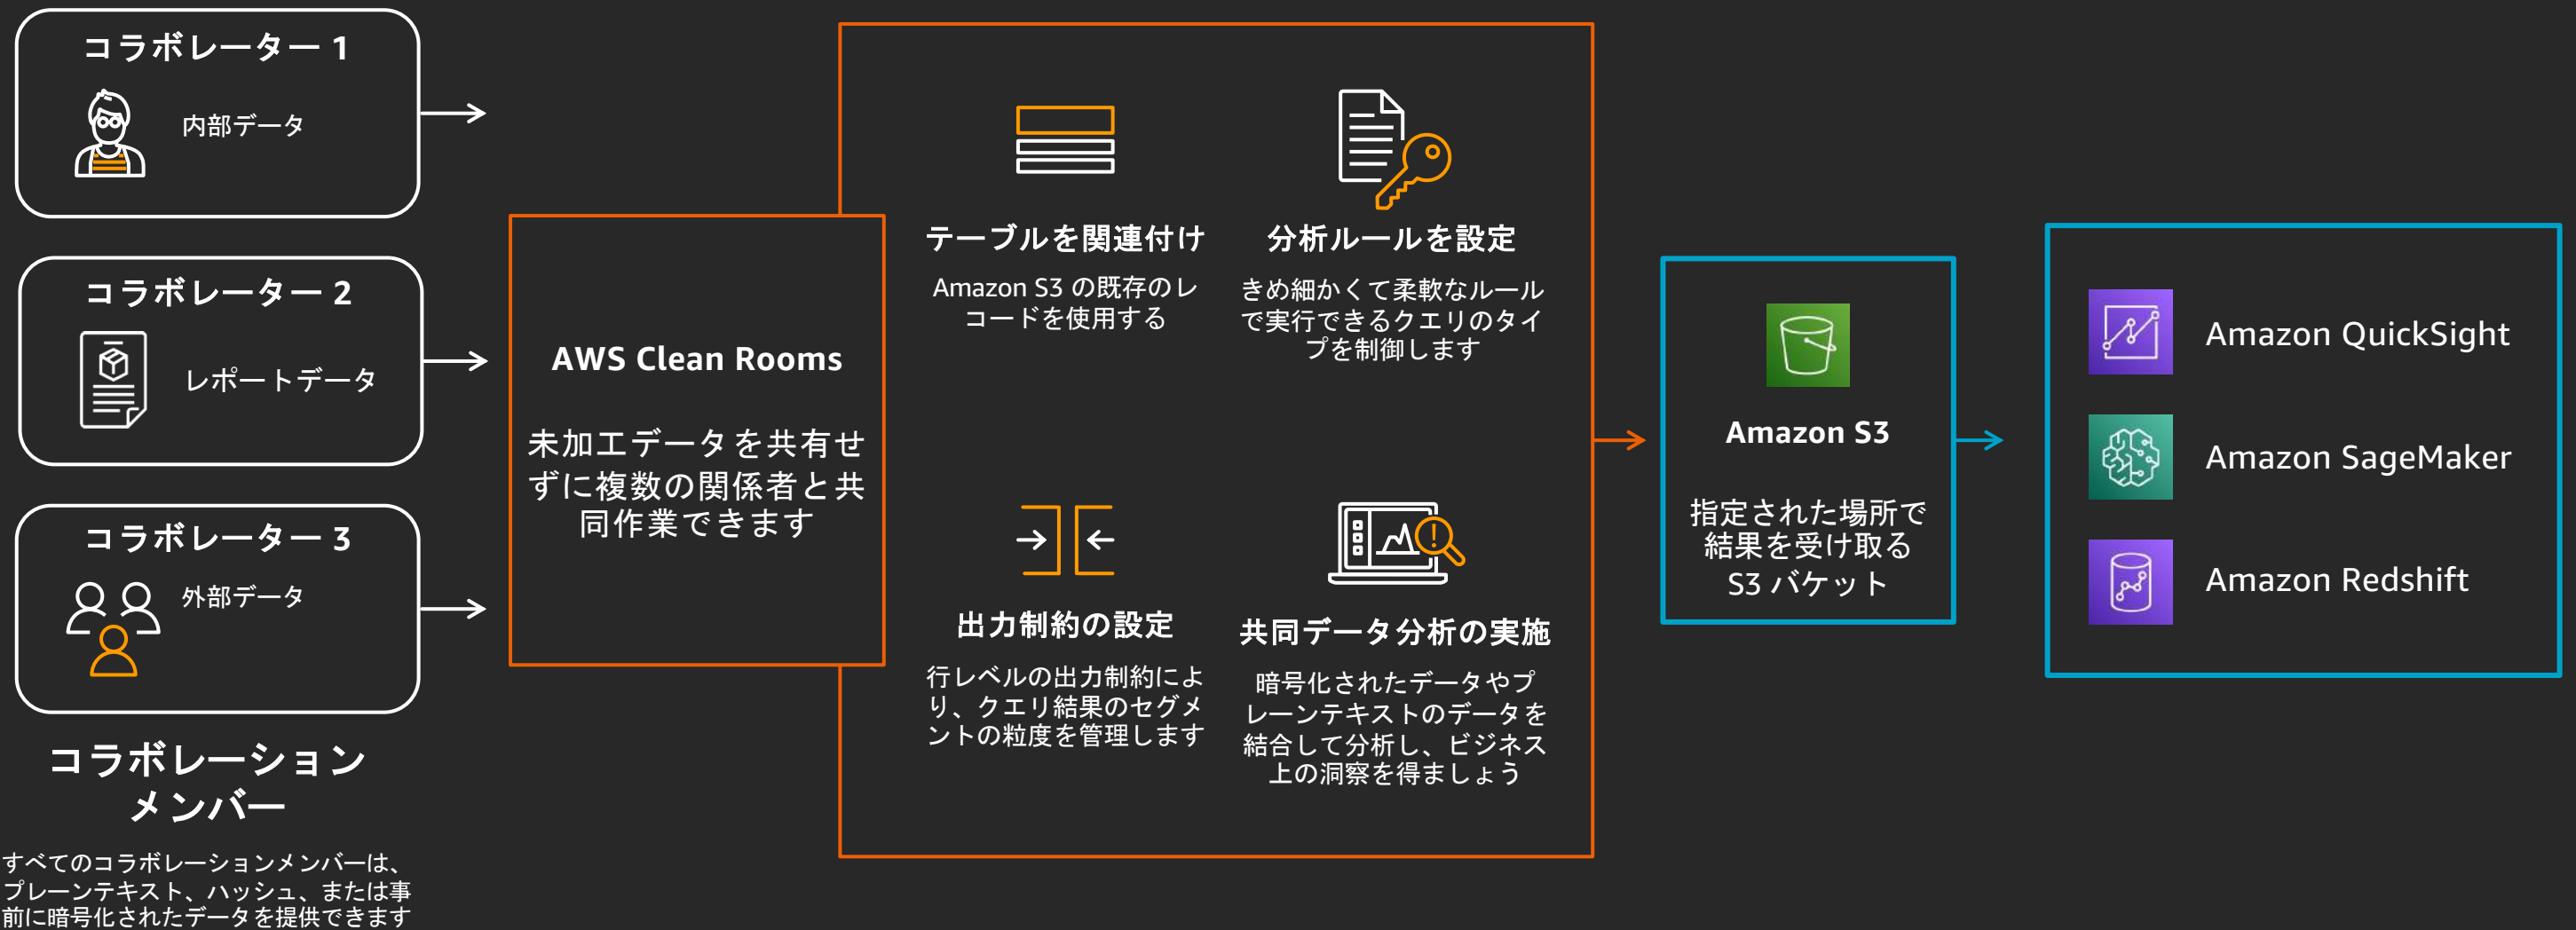 コラボレーター 1
内部データ
コラボレーター 2
レポートデータ
コラボレーター 3
外部データ
コラボレーション
メンバー
すべてのコラボレーションメンバーは、
プレーンテキスト、ハッシュ、または事
前に暗号化されたデータを提供できます
AWS Clean Rooms
未加工データを共有せ
ずに複数の関係者と共
同作業できます
テーブルを関連付け
Amazon S3 の既存のレ
コードを使用する
分析ルールを設定
きめ細かくて柔軟なルール
で実行できるクエリのタイ
プを制御します
出力制約の設定
行レベルの出力制約によ
り、クエリ結果のセグメ
ントの粒度を管理します
共同データ分析の実施
暗号化されたデータやプ
レーンテキストのデータを
結合して分析し、ビジネス
上の洞察を得ましょう
Amazon S3
指定された場所で
結果を受け取る
S3 バケット
Amazon QuickSight
Amazon SageMaker
Amazon Redshift